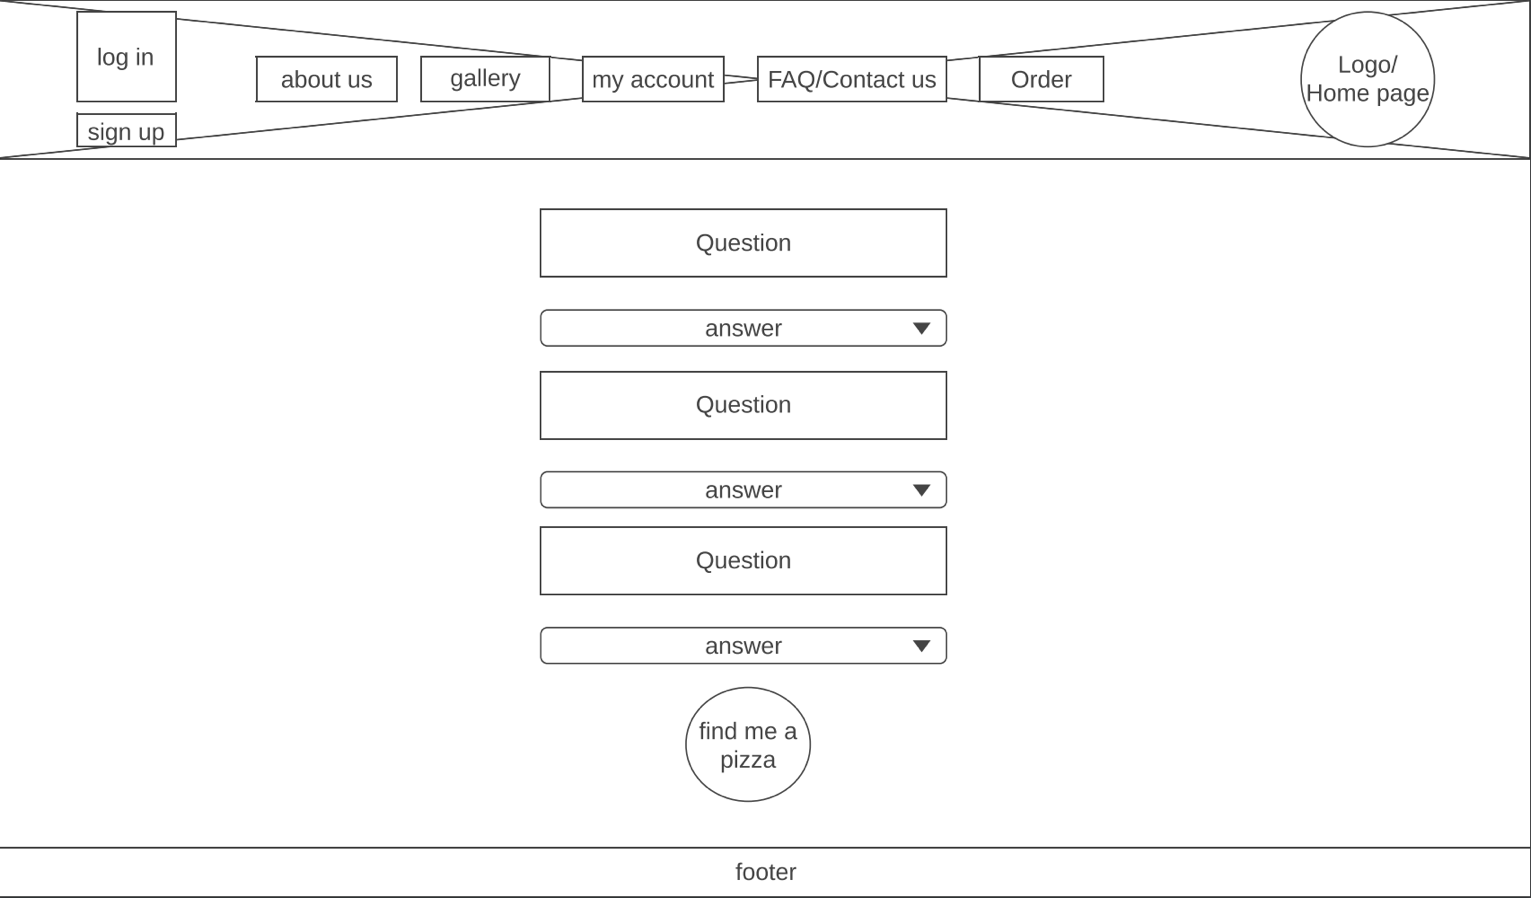 log in
sign up
about us
gallery
my account
FAQ/Contact us
Order
Logo/
Home page
Question
answer
Question
answer
Question
answer
find me a
pizza
footer